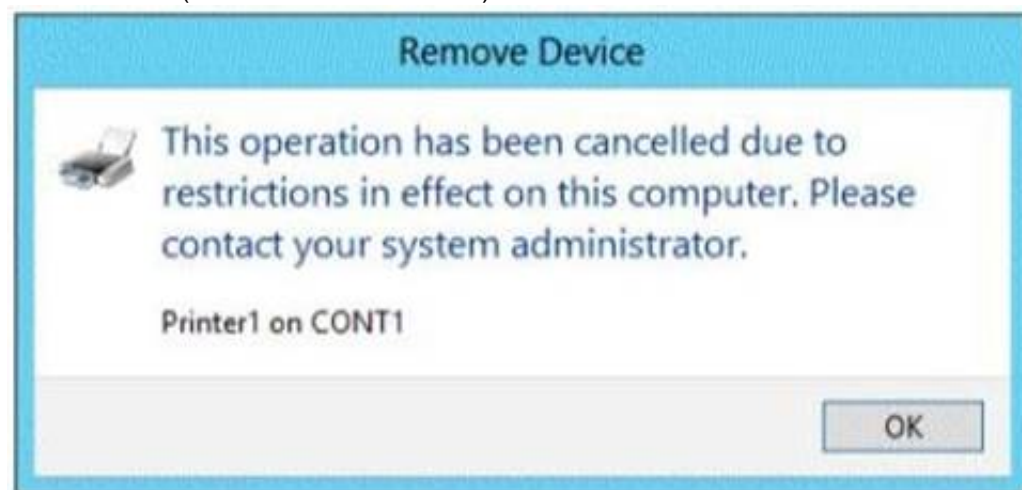 Remove Device
This operation has been cancelled due to
restrictions in effect on this computer. Please
contact your system administrator.
Printer1 on CONT1
OK